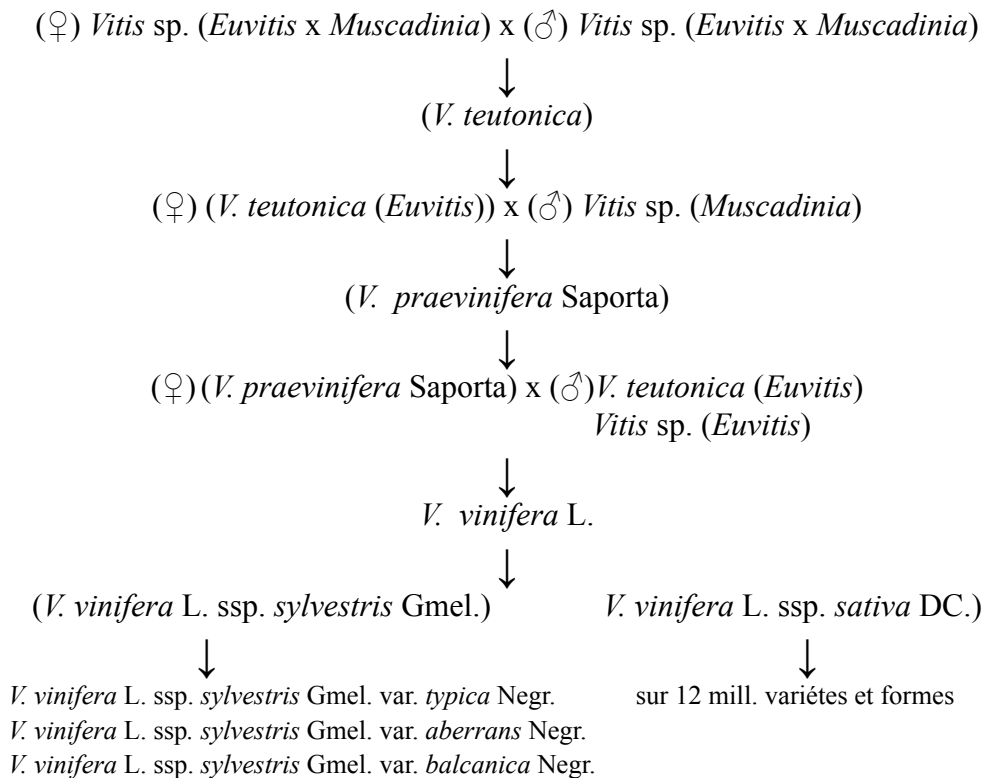 (♀) Vitis sp. (Euvitis x Muscadinia) x (♂) Vitis sp. (Euvitis x Muscadinia)
↓
(V. teutonica)
↓
(♀) (V. teutonica (Euvitis)) x (♂) Vitis sp. (Muscadinia)
↓
(V. praevinifera Saporta)
↓
(♀) (V. praevinifera Saporta) x (♂)V. teutonica (Euvitis)
Vitis sp. (Euvitis)
↓
V. vinifera L.
↓
(V. vinifera L. ssp. sylvestris Gmel.) V. vinifera L. ssp. sativa DC.)
↓ ↓
V. vinifera L. ssp. sylvestris Gmel. var. typica Negr. sur 12 mill. variétes et formes
V. vinifera L. ssp. sylvestris Gmel. var. aberrans Negr.
V. vinifera L. ssp. sylvestris Gmel. var. balcanica Negr.